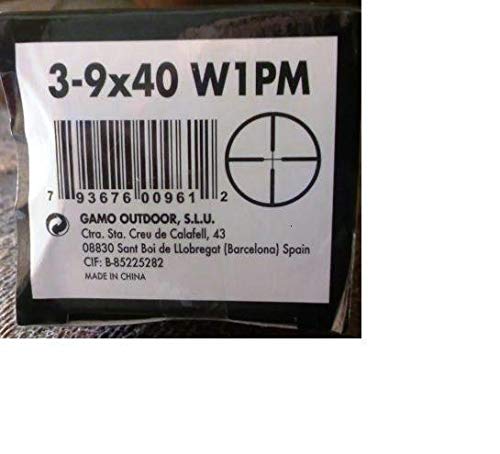 3-9x40 W1PM
7 93676 00961 2
GAMO OUTDOOR, S.L.U.
Ctra. Sta. Creu de Calafell, 43
08830 Sant Boi de LLobregat (Barcelona) Spain
CIF: B-85225282
MADE IN CHINA